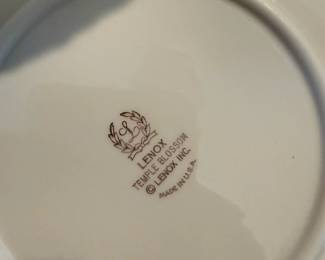 L
LENOX
TEMPLE BLOSSOM
© LENOX INC.
MADE IN U.S.A.